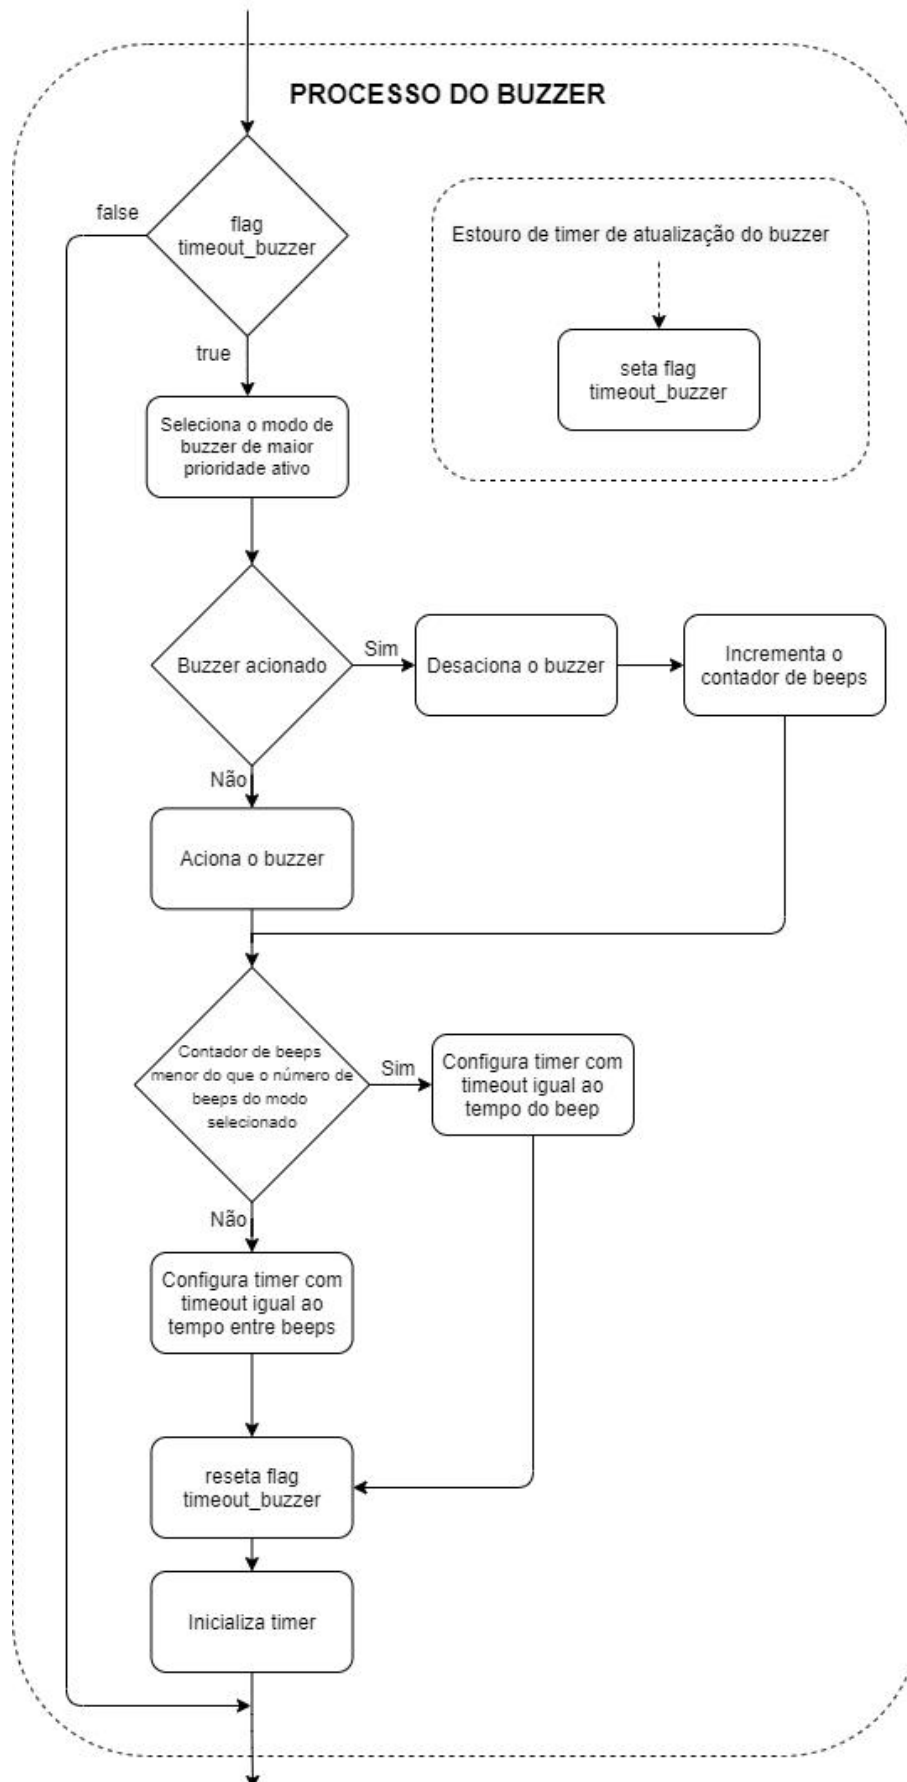 PROCESSO DO BUZZER
false
flag
timeout_buzzer
Estouro de timer de atualização do buzzer
seta flag
timeout_buzzer
true
Seleciona o modo de
buzzer de maior
prioridade ativo
Buzzer acionado
Sim
Desaciona o buzzer
Incrementa o
contador de beeps
Não
Aciona o buzzer
Contador de beeps
menor do que o número de
beeps do modo
selecionado
Sim
Configura timer com
timeout igual ao
tempo do beep
Não
Configura timer com
timeout igual ao
tempo entre beeps
reseta flag
timeout_buzzer
Inicializa timer